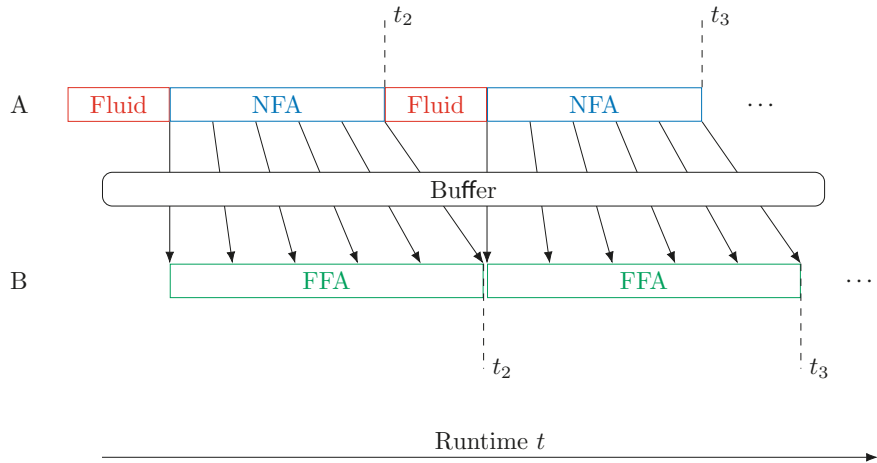 t₂ t₃
A Fluid NFA Fluid NFA ...
Buffer
B FFA FFA ...
t₂ t₃
Runtime t